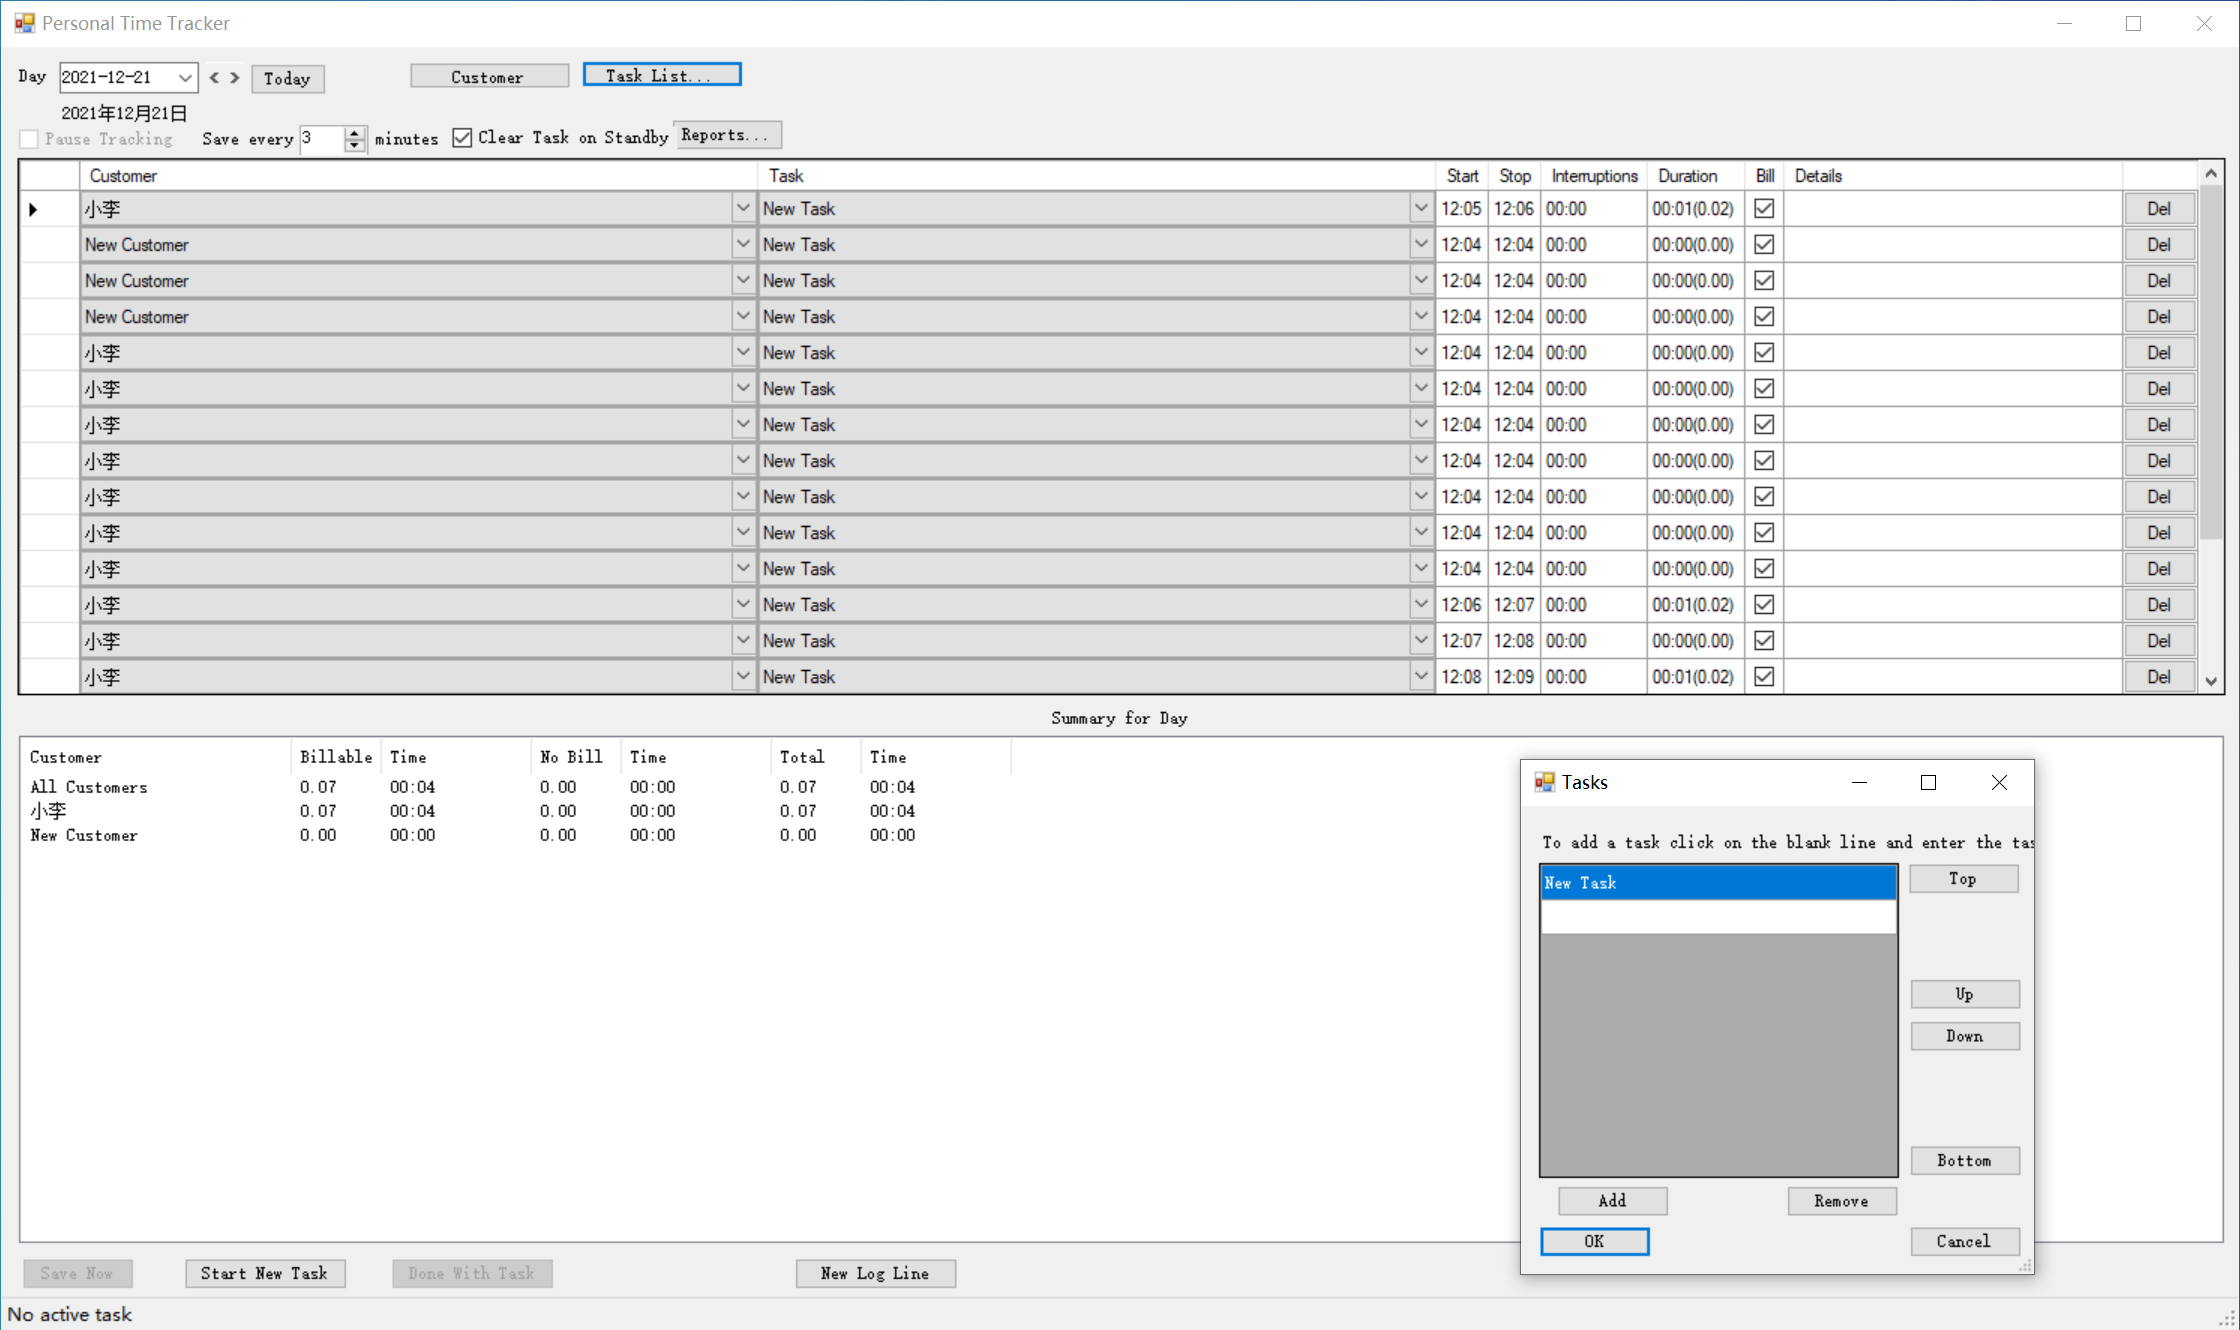 Personal Time Tracker
Day 2021-12-21 < > Today Customer Task List...
2021年12月21日
Pause Tracking Save every 3 minutes Clear Task on Standby Reports...
Customer Task Start Stop Interruptions Duration Bill Details
小李 New Task 12:05 12:06 00:00 00:01(0.02) Del
New Customer New Task 12:04 12:04 00:00 00:00(0.00) Del
New Customer New Task 12:04 12:04 00:00 00:00(0.00) Del
New Customer New Task 12:04 12:04 00:00 00:00(0.00) Del
小李 New Task 12:04 12:04 00:00 00:00(0.00) Del
小李 New Task 12:04 12:04 00:00 00:00(0.00) Del
小李 New Task 12:04 12:04 00:00 00:00(0.00) Del
小李 New Task 12:04 12:04 00:00 00:00(0.00) Del
小李 New Task 12:04 12:04 00:00 00:00(0.00) Del
小李 New Task 12:04 12:04 00:00 00:00(0.00) Del
小李 New Task 12:04 12:04 00:00 00:00(0.00) Del
小李 New Task 12:06 12:07 00:00 00:01(0.02) Del
小李 New Task 12:07 12:08 00:00 00:00(0.00) Del
小李 New Task 12:08 12:09 00:00 00:01(0.02) Del
Summary for Day
Customer Billable Time No Bill Time Total Time
All Customers 0.07 00:04 0.00 00:00 0.07 00:04
小李 0.07 00:04 0.00 00:00 0.07 00:04
New Customer 0.00 00:00 0.00 00:00 0.00 00:00
Tasks
To add a task click on the blank line and enter the tas
New Task
Top
Up
Down
Bottom
Add Remove
OK Cancel
Save Now Start New Task Done With Task New Log Line
No active task